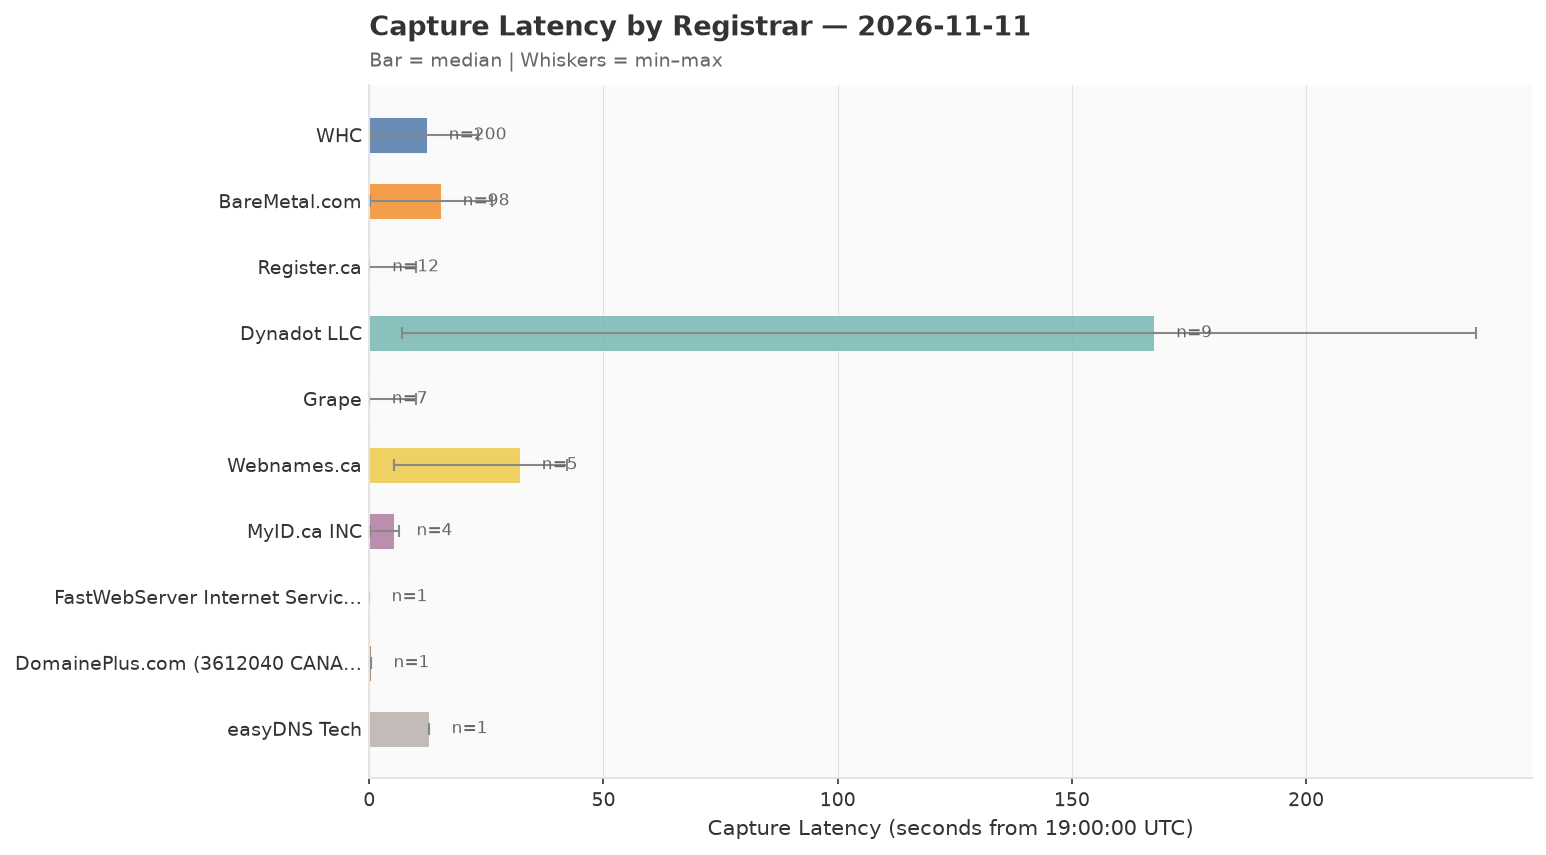 Capture Latency by Registrar — 2026-11-11
Bar = median | Whiskers = min–max
WHC n=200
BareMetal.com n=98
Register.ca n=12
Dynadot LLC n=9
Grape n=7
Webnames.ca n=5
MyID.ca INC n=4
FastWebServer Internet Servic... n=1
DomainePlus.com (3612040 CANA... n=1
easyDNS Tech n=1
0 50 100 150 200
Capture Latency (seconds from 19:00:00 UTC)